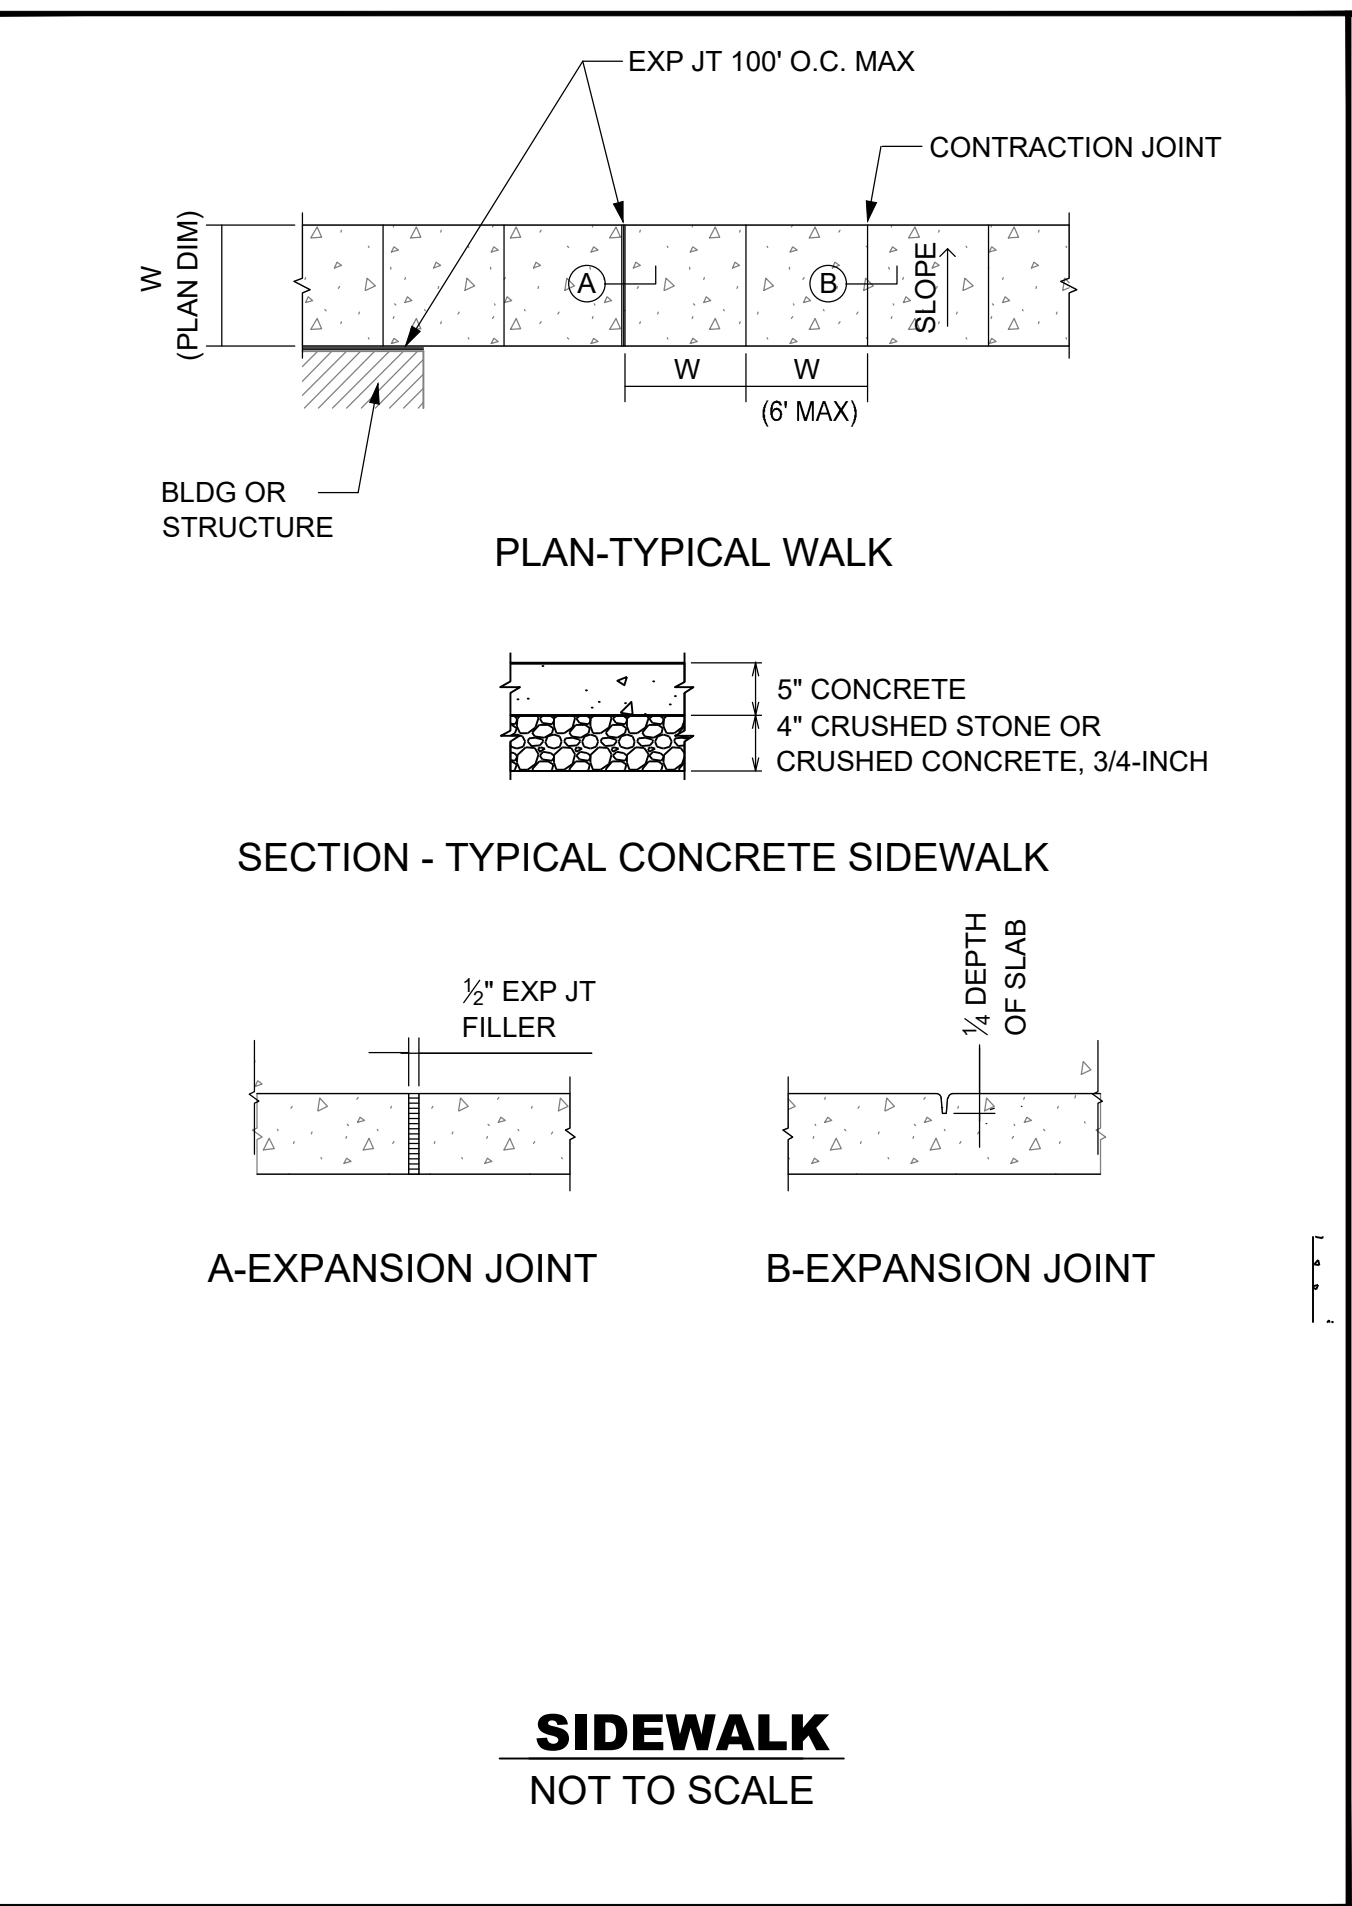 EXP JT 100' O.C. MAX
CONTRACTION JOINT
W
(PLAN DIM)
A
B
SLOPE
W
W
(6' MAX)
BLDG OR
STRUCTURE
PLAN-TYPICAL WALK
5" CONCRETE
4" CRUSHED STONE OR
CRUSHED CONCRETE, 3/4-INCH
SECTION - TYPICAL CONCRETE SIDEWALK
½" EXP JT
FILLER
¼ DEPTH
OF SLAB
A-EXPANSION JOINT
B-EXPANSION JOINT
SIDEWALK
NOT TO SCALE